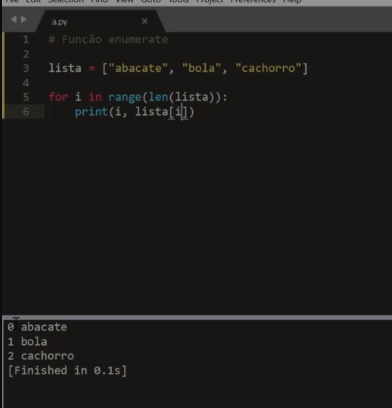 File Edit Selection Find View Goto Tools Project Preferences Help
a.py
1 # Função enumerate
2
3 lista = ["abacate", "bola", "cachorro"]
4
5 for i in range(len(lista)):
6 print(i, lista[i])
0 abacate
1 bola
2 cachorro
[Finished in 0.1s]